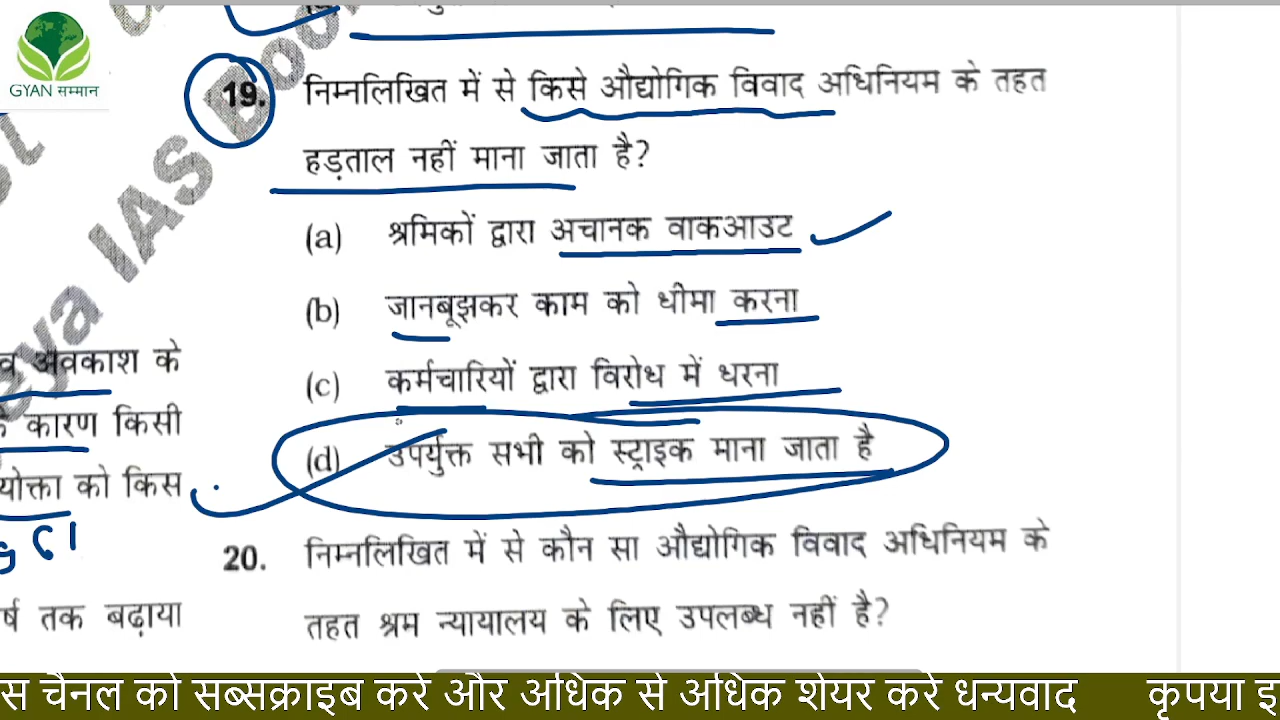 GYAN सम्मान
19. निम्नलिखित में से किसे औद्योगिक विवाद अधिनियम के तहत
हड़ताल नहीं माना जाता है?
(a) श्रमिकों द्वारा अचानक वाकआउट
(b) जानबूझकर काम को धीमा करना
(c) कर्मचारियों द्वारा विरोध में धरना
(d) उपर्युक्त सभी को स्ट्राइक माना जाता है
20. निम्नलिखित में से कौन सा औद्योगिक विवाद अधिनियम के
तहत श्रम न्यायालय के लिए उपलब्ध नहीं है?
व अवकाश के
कारण किसी
योक्ता को किस
र्ष तक बढ़ाया
IAS
स चैनल को सब्सक्राइब करे और अधिक से अधिक शेयर करें धन्यवाद कृपया इ